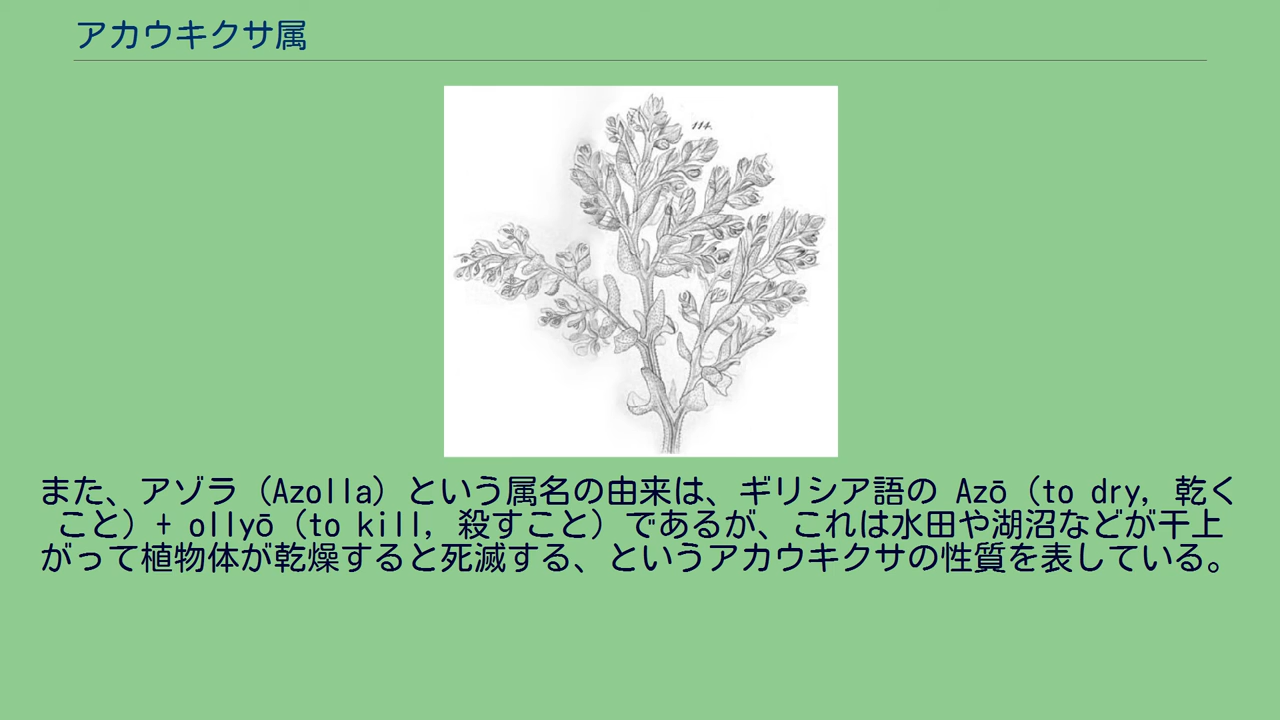 アカウキクサ属
114.
また、アゾラ（Azolla）という属名の由来は、ギリシア語の Azō（to dry, 乾く
こと）+ ollyō（to kill, 殺すこと）であるが、これは水田や湖沼などが干上
がって植物体が乾燥すると死滅する、というアカウキクサの性質を表している。